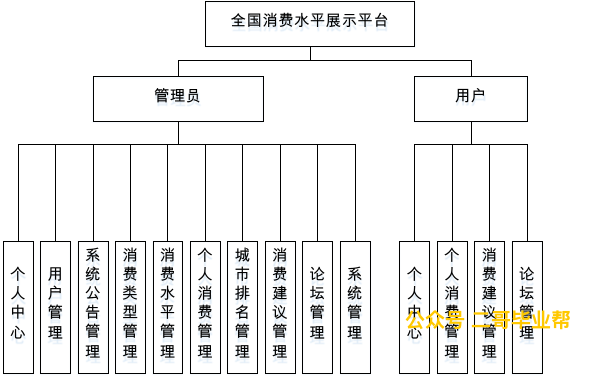 全国消费水平展示平台
管理员
用户
个人中心
用户管理
系统公告管理
消费类型管理
消费水平管理
个人消费管理
城市排名管理
消费建议管理
论坛管理
系统管理
个人中心
个人消费管理
消费建议管理
论坛管理
公众号 二哥毕业帮